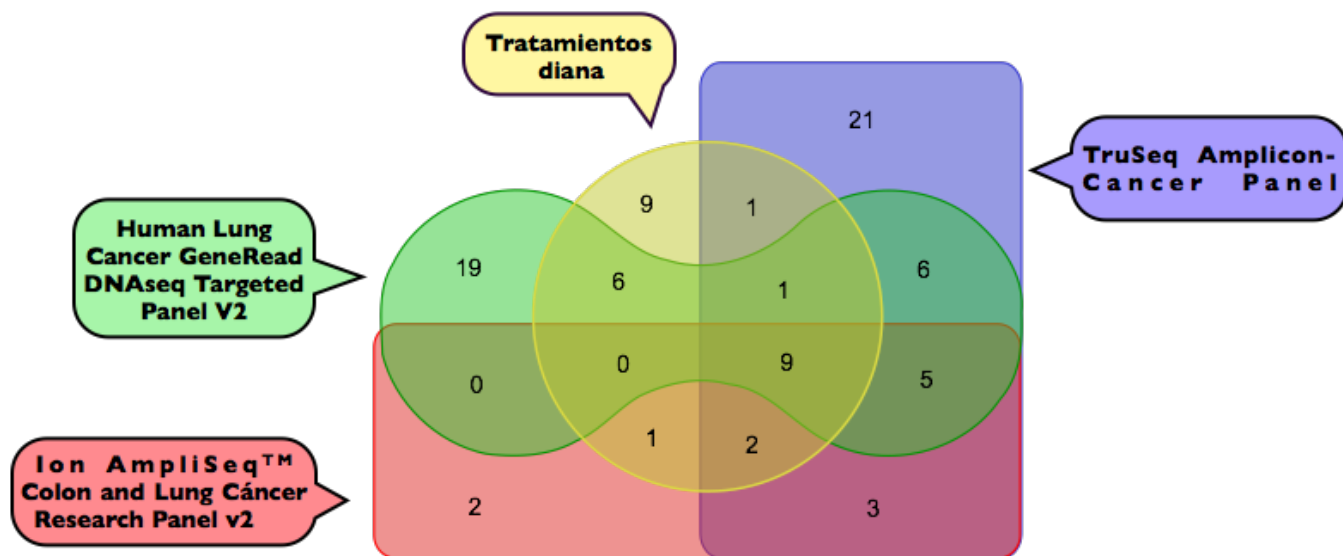 Tratamientos
diana
21
TruSeq Amplicon-
Cancer Panel
9
1
Human Lung
Cancer GeneRead
DNAseq Targeted
Panel V2
19
6
1
6
0
0
9
5
1
2
Ion AmpliSeq™
Colon and Lung Cáncer
Research Panel v2
2
3